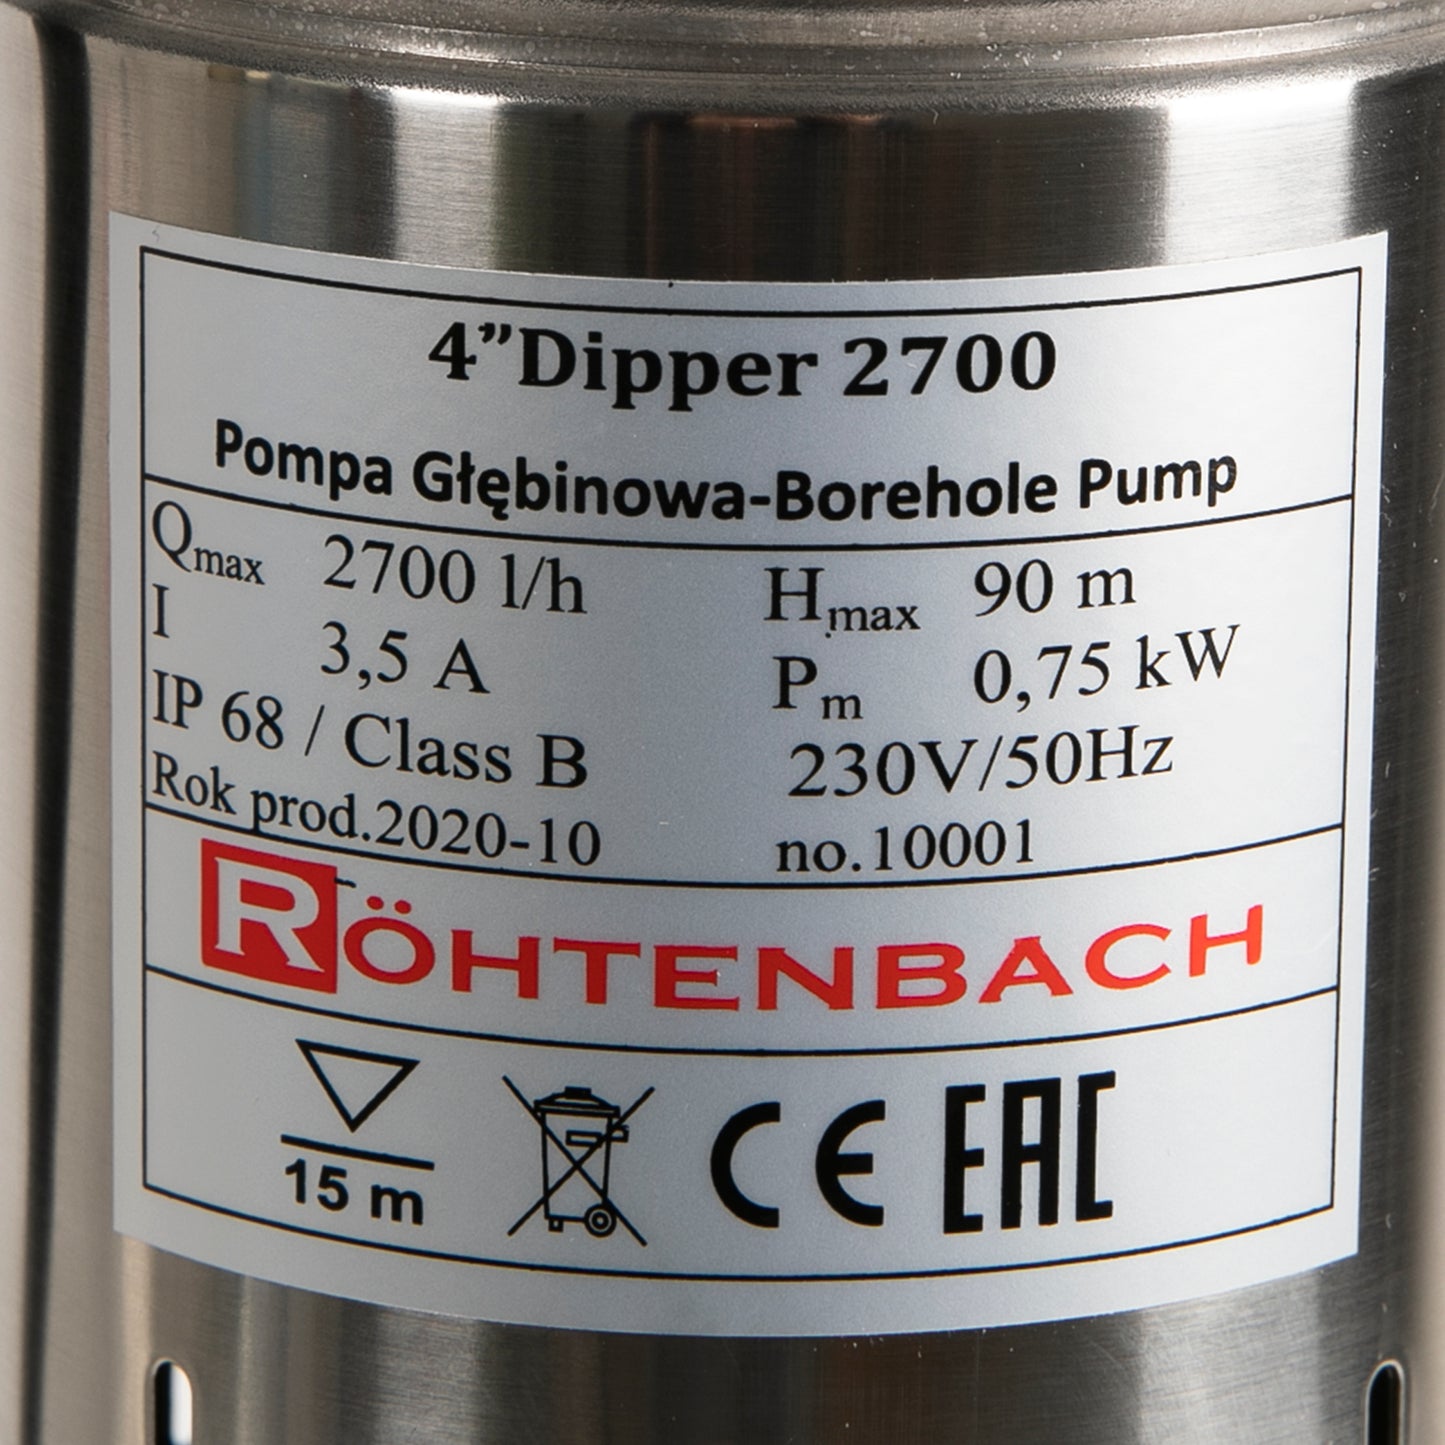 4”Dipper 2700
Pompa Głębinowa-Borehole Pump
Qmax 2700 l/h Hmax 90 m
I 3,5 A Pm 0,75 kW
IP 68 / Class B 230V/50Hz
Rok prod.2020-10 no.10001
RÖHTENBACH
15 m CE EAC